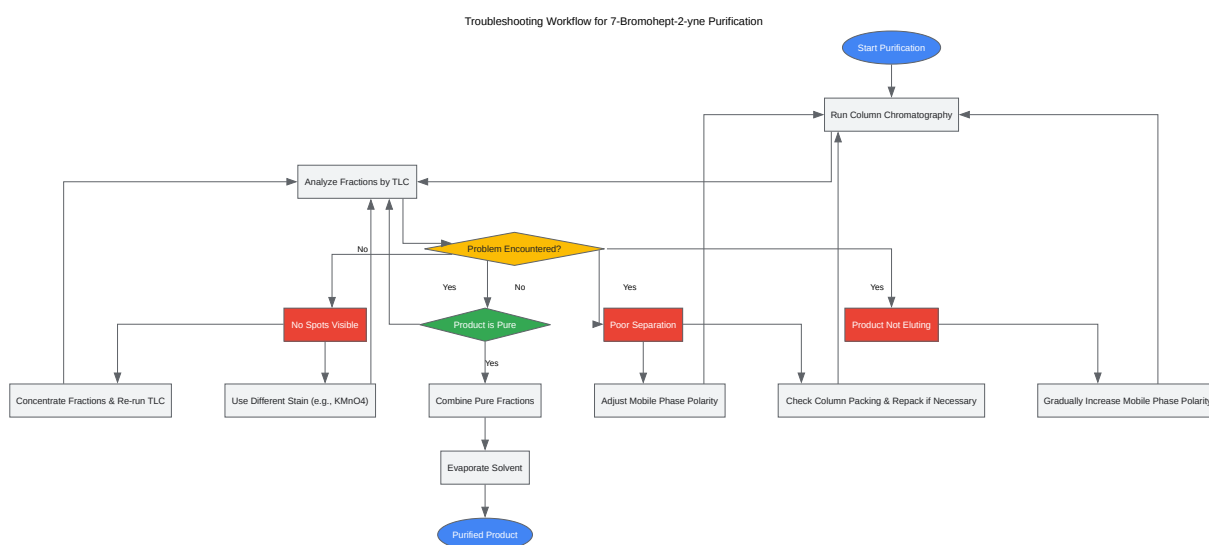 Troubleshooting Workflow for 7-Bromohept-2-yne Purification
Start Purification
Run Column Chromatography
Analyze Fractions by TLC
No
Problem Encountered?
Yes
No
Yes
Yes
No Spots Visible
Product is Pure
Poor Separation
Product Not Eluting
Yes
Concentrate Fractions & Re-run TLC
Use Different Stain (e.g., KMnO4)
Combine Pure Fractions
Adjust Mobile Phase Polarity
Check Column Packing & Repack if Necessary
Gradually Increase Mobile Phase Polarity
Evaporate Solvent
Purified Product